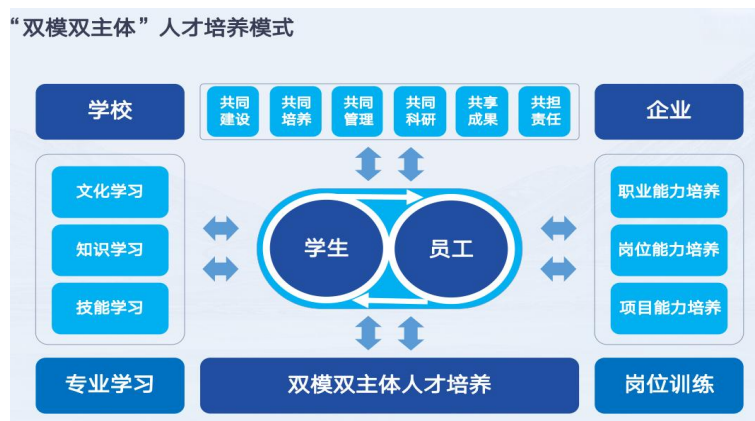 “双模双主体”人才培养模式
学校
共同
建设
共同
培养
共同
管理
共同
科研
共享
成果
共担
责任
企业
文化学习
知识学习
技能学习
学生
员工
职业能力培养
岗位能力培养
项目能力培养
专业学习
双模双主体人才培养
岗位训练